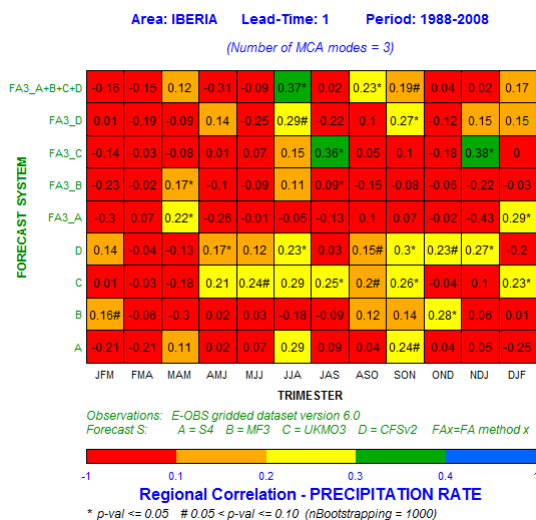 Area: IBERIA Lead-Time: 1 Period: 1988-2008
(Number of MCA modes = 3)
FORECAST SYSTEM
FA3_A+B+C+D -0.16 -0.15 0.12 -0.31 -0.09 0.37* 0.02 0.23* 0.19# 0.04 0.02 0.17
FA3_D 0.01 -0.19 -0.09 0.14 -0.25 0.29# -0.22 0.1 0.27* -0.12 0.15 0.15
FA3_C -0.14 -0.03 -0.08 0.01 0.07 0.15 0.36* 0.05 0.1 -0.18 0.38* 0
FA3_B -0.23 -0.02 0.17* -0.1 -0.09 0.11 0.09* -0.15 -0.08 -0.06 -0.22 -0.03
FA3_A -0.3 0.07 0.22* -0.26 -0.01 -0.05 -0.13 0.1 0.07 -0.02 -0.43 0.29*
D 0.14 -0.04 -0.13 0.17* 0.12 0.23* 0.03 0.15# 0.3* 0.23# 0.27* -0.2
C 0.01 -0.03 -0.18 0.21 0.24# 0.29 0.25* 0.2# 0.26* -0.04 0.1 0.23*
B 0.16# -0.06 -0.3 0.02 0.03 -0.18 -0.09 0.12 0.14 0.28* 0.06 0.01
A -0.21 -0.21 0.11 0.02 0.07 0.29 0.09 0.04 0.24# 0.04 0.05 -0.25
JFM FMA MAM AMJ MJJ JJA JAS ASO SON OND NDJ DJF
TRIMESTER
Observations: E-OBS gridded dataset version 6.0
Forecast S: A = S4 B = MF3 C = UKMO3 D = CFSv2 FAx=FA method x
-1 0.1 0.2 0.3 0.4 1
Regional Correlation - PRECIPITATION RATE
* p-val <= 0.05 # 0.05 < p-val <= 0.10 (nBootstrapping = 1000)